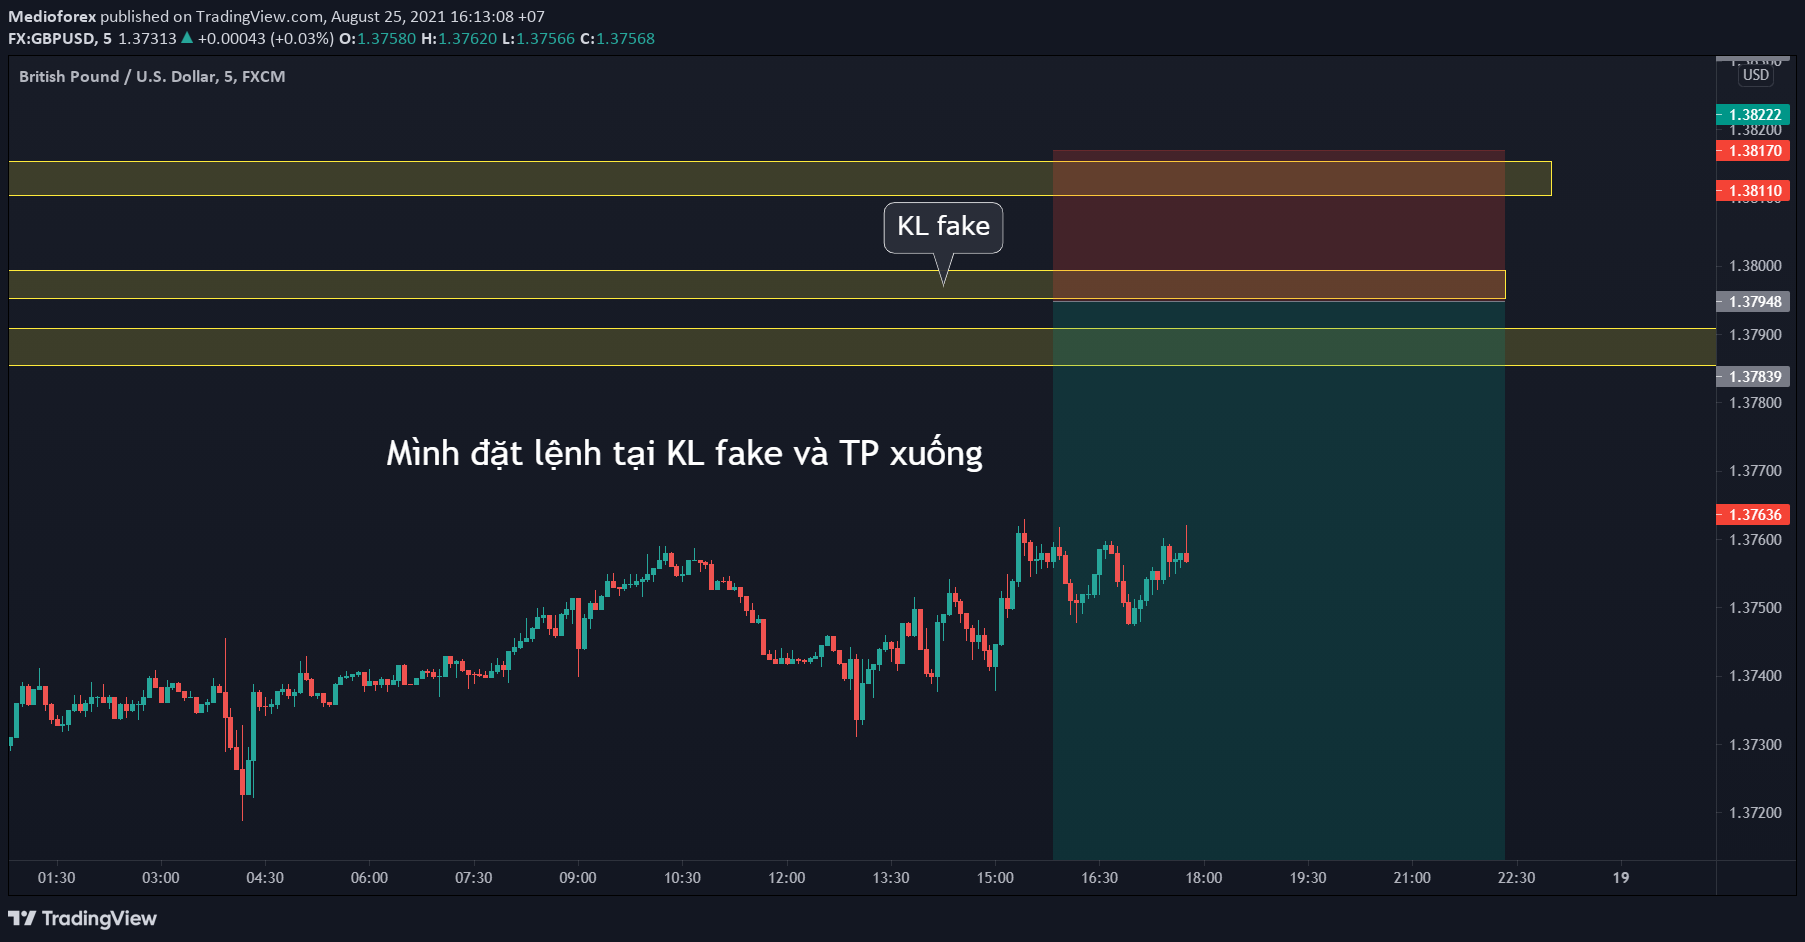 Medioforex published on TradingView.com, August 25, 2021 16:13:08 +07
FX:GBPUSD, 5 1.37313 ▲ +0.00043 (+0.03%) O:1.37580 H:1.37620 L:1.37566 C:1.37568
British Pound / U.S. Dollar, 5, FXCM
USD
1.38222
1.38200
1.38170
1.38110
KL fake
1.38000
1.37948
1.37900
1.37839
1.37800
Mình đặt lệnh tại KL fake và TP xuống
1.37700
1.37636
1.37600
1.37500
1.37400
1.37300
1.37200
01:30 03:00 04:30 06:00 07:30 09:00 10:30 12:00 13:30 15:00 16:30 18:00 19:30 21:00 22:30 19
TradingView